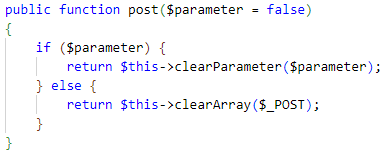 public function post($parameter = false)
{
    if ($parameter) {
        return $this->clearParameter($parameter);
    } else {
        return $this->clearArray($_POST);
    }
}